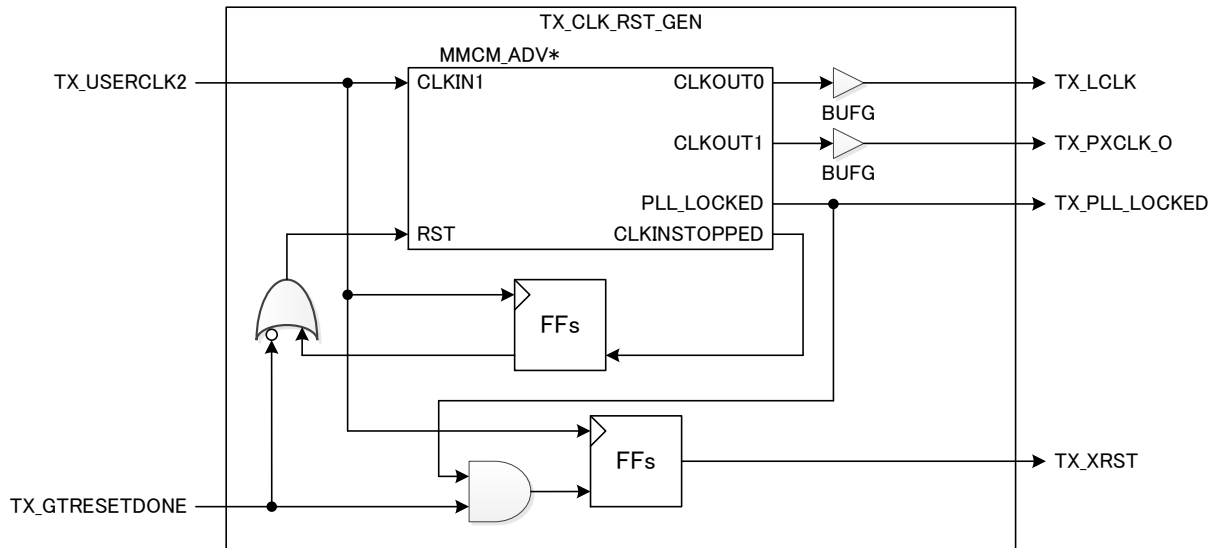 TX_CLK_RST_GEN
MMCM_ADV*
TX_USERCLK2
CLKIN1
CLKOUT0
TX_LCLK
BUFG
CLKOUT1
TX_PXCLK_O
BUFG
PLL_LOCKED
TX_PLL_LOCKED
RST
CLKINSTOPPED
FFs
FFs
TX_XRST
TX_GTRESETDONE